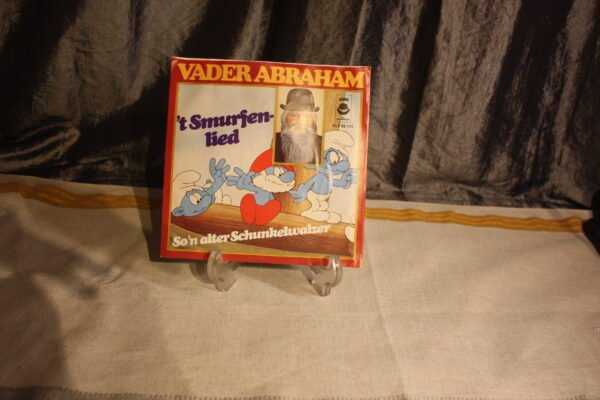 VADER ABRAHAM
't Smurfen-
lied
So'n alter Schunkelwalzer